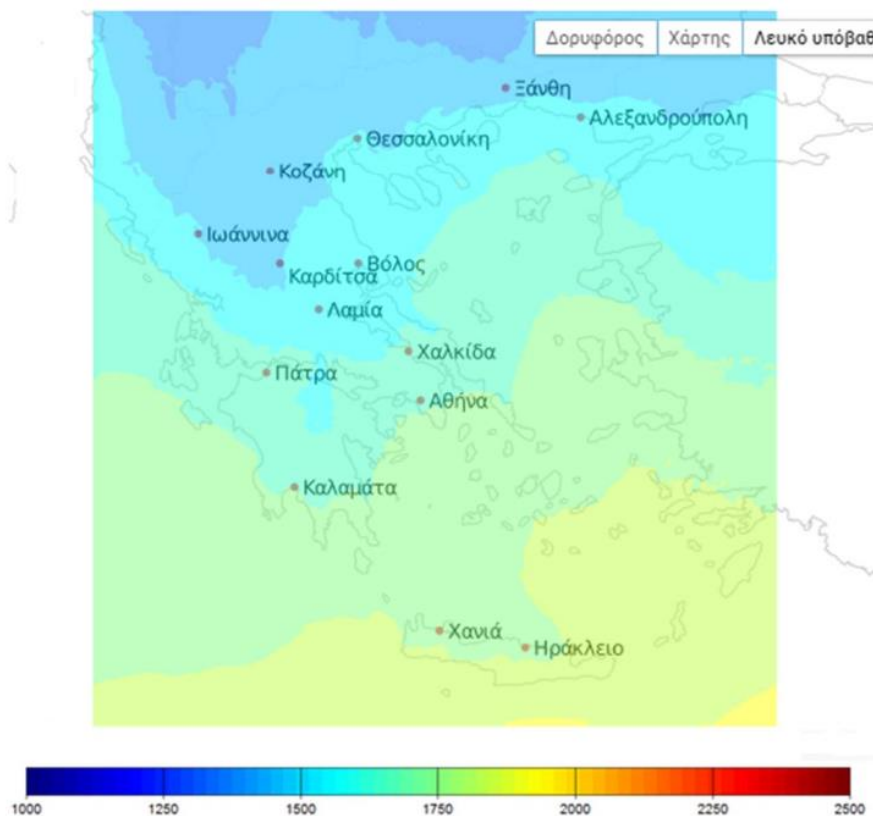 Δορυφόρος Χάρτης Λευκό υπόβαθ
Ξάνθη
Αλεξανδρούπολη
Θεσσαλονίκη
Κοζάνη
Ιωάννινα
Βόλος
Καρδίτσα
Λαμία
Χαλκίδα
Πάτρα
Αθήνα
Καλαμάτα
Χανιά
Ηράκλειο
1000 1250 1500 1750 2000 2250 2500